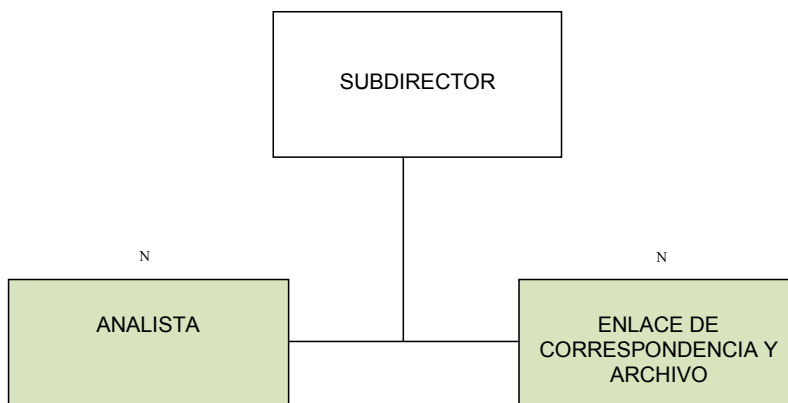 SUBDIRECTOR
N
N
ANALISTA
ENLACE DE
CORRESPONDENCIA Y
ARCHIVO